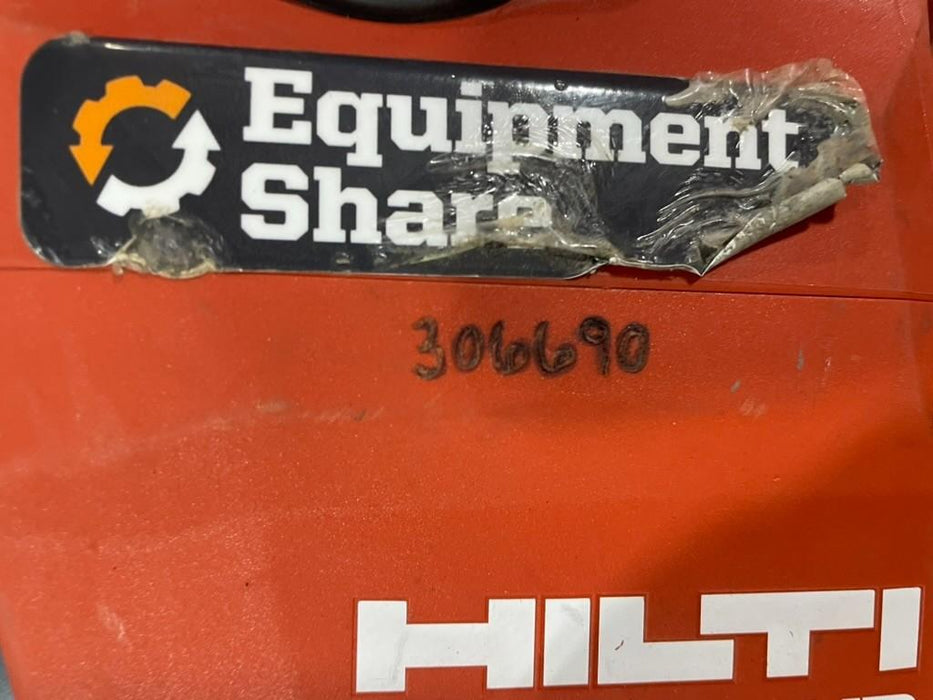 Equipment
Share
306690
HILTI